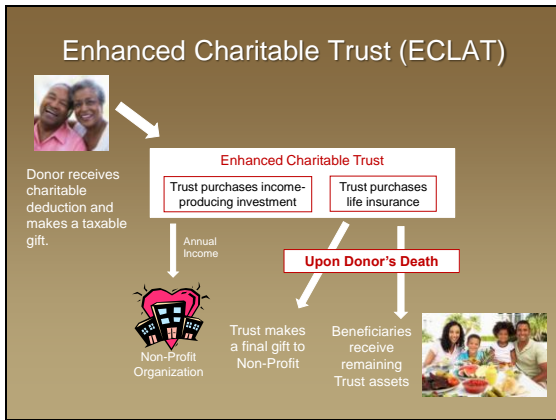 Enhanced Charitable Trust (ECLAT)
Donor receives
charitable
deduction and
makes a taxable
gift.
Enhanced Charitable Trust
Trust purchases income-
producing investment
Trust purchases
life insurance
Annual
Income
Upon Donor's Death
Non-Profit
Organization
Trust makes
a final gift to
Non-Profit
Beneficiaries
receive
remaining
Trust assets